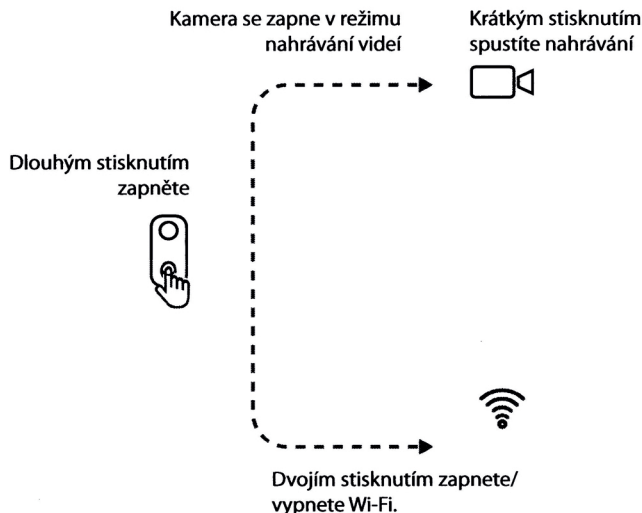 Kamera se zapne v režimu
nahrávání videí
Krátkým stisknutím
spustíte nahrávání
Dlouhým stisknutím
zapněte
Dvojím stisknutím zapnete/
vypnete Wi-Fi.